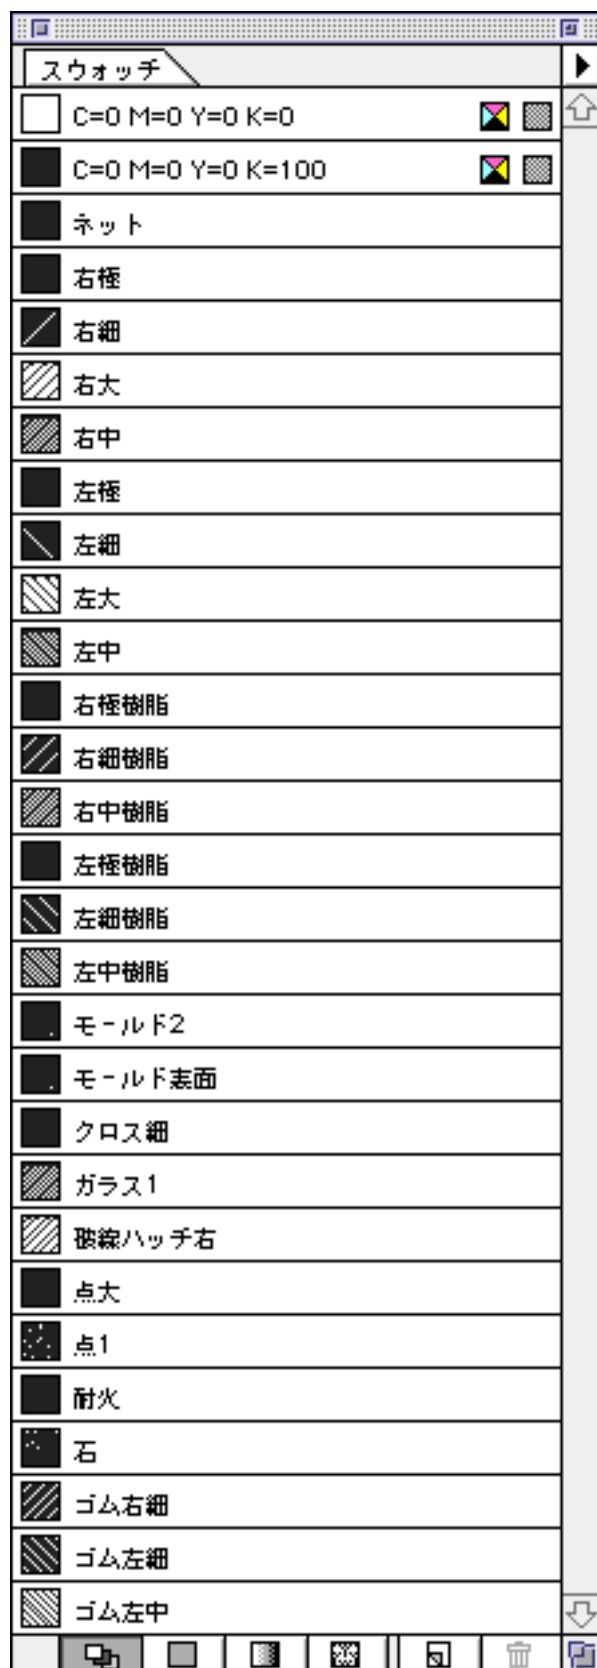 スウォッチ
C=0 M=0 Y=0 K=0
C=0 M=0 Y=0 K=100
ネット
右極
右細
右大
右中
左極
左細
左大
左中
右極樹脂
右細樹脂
右中樹脂
左極樹脂
左細樹脂
左中樹脂
モールド2
モールド裏面
クロス細
ガラス1
破線ハッチ右
点大
点1
耐火
石
ゴム右細
ゴム左細
ゴム左中